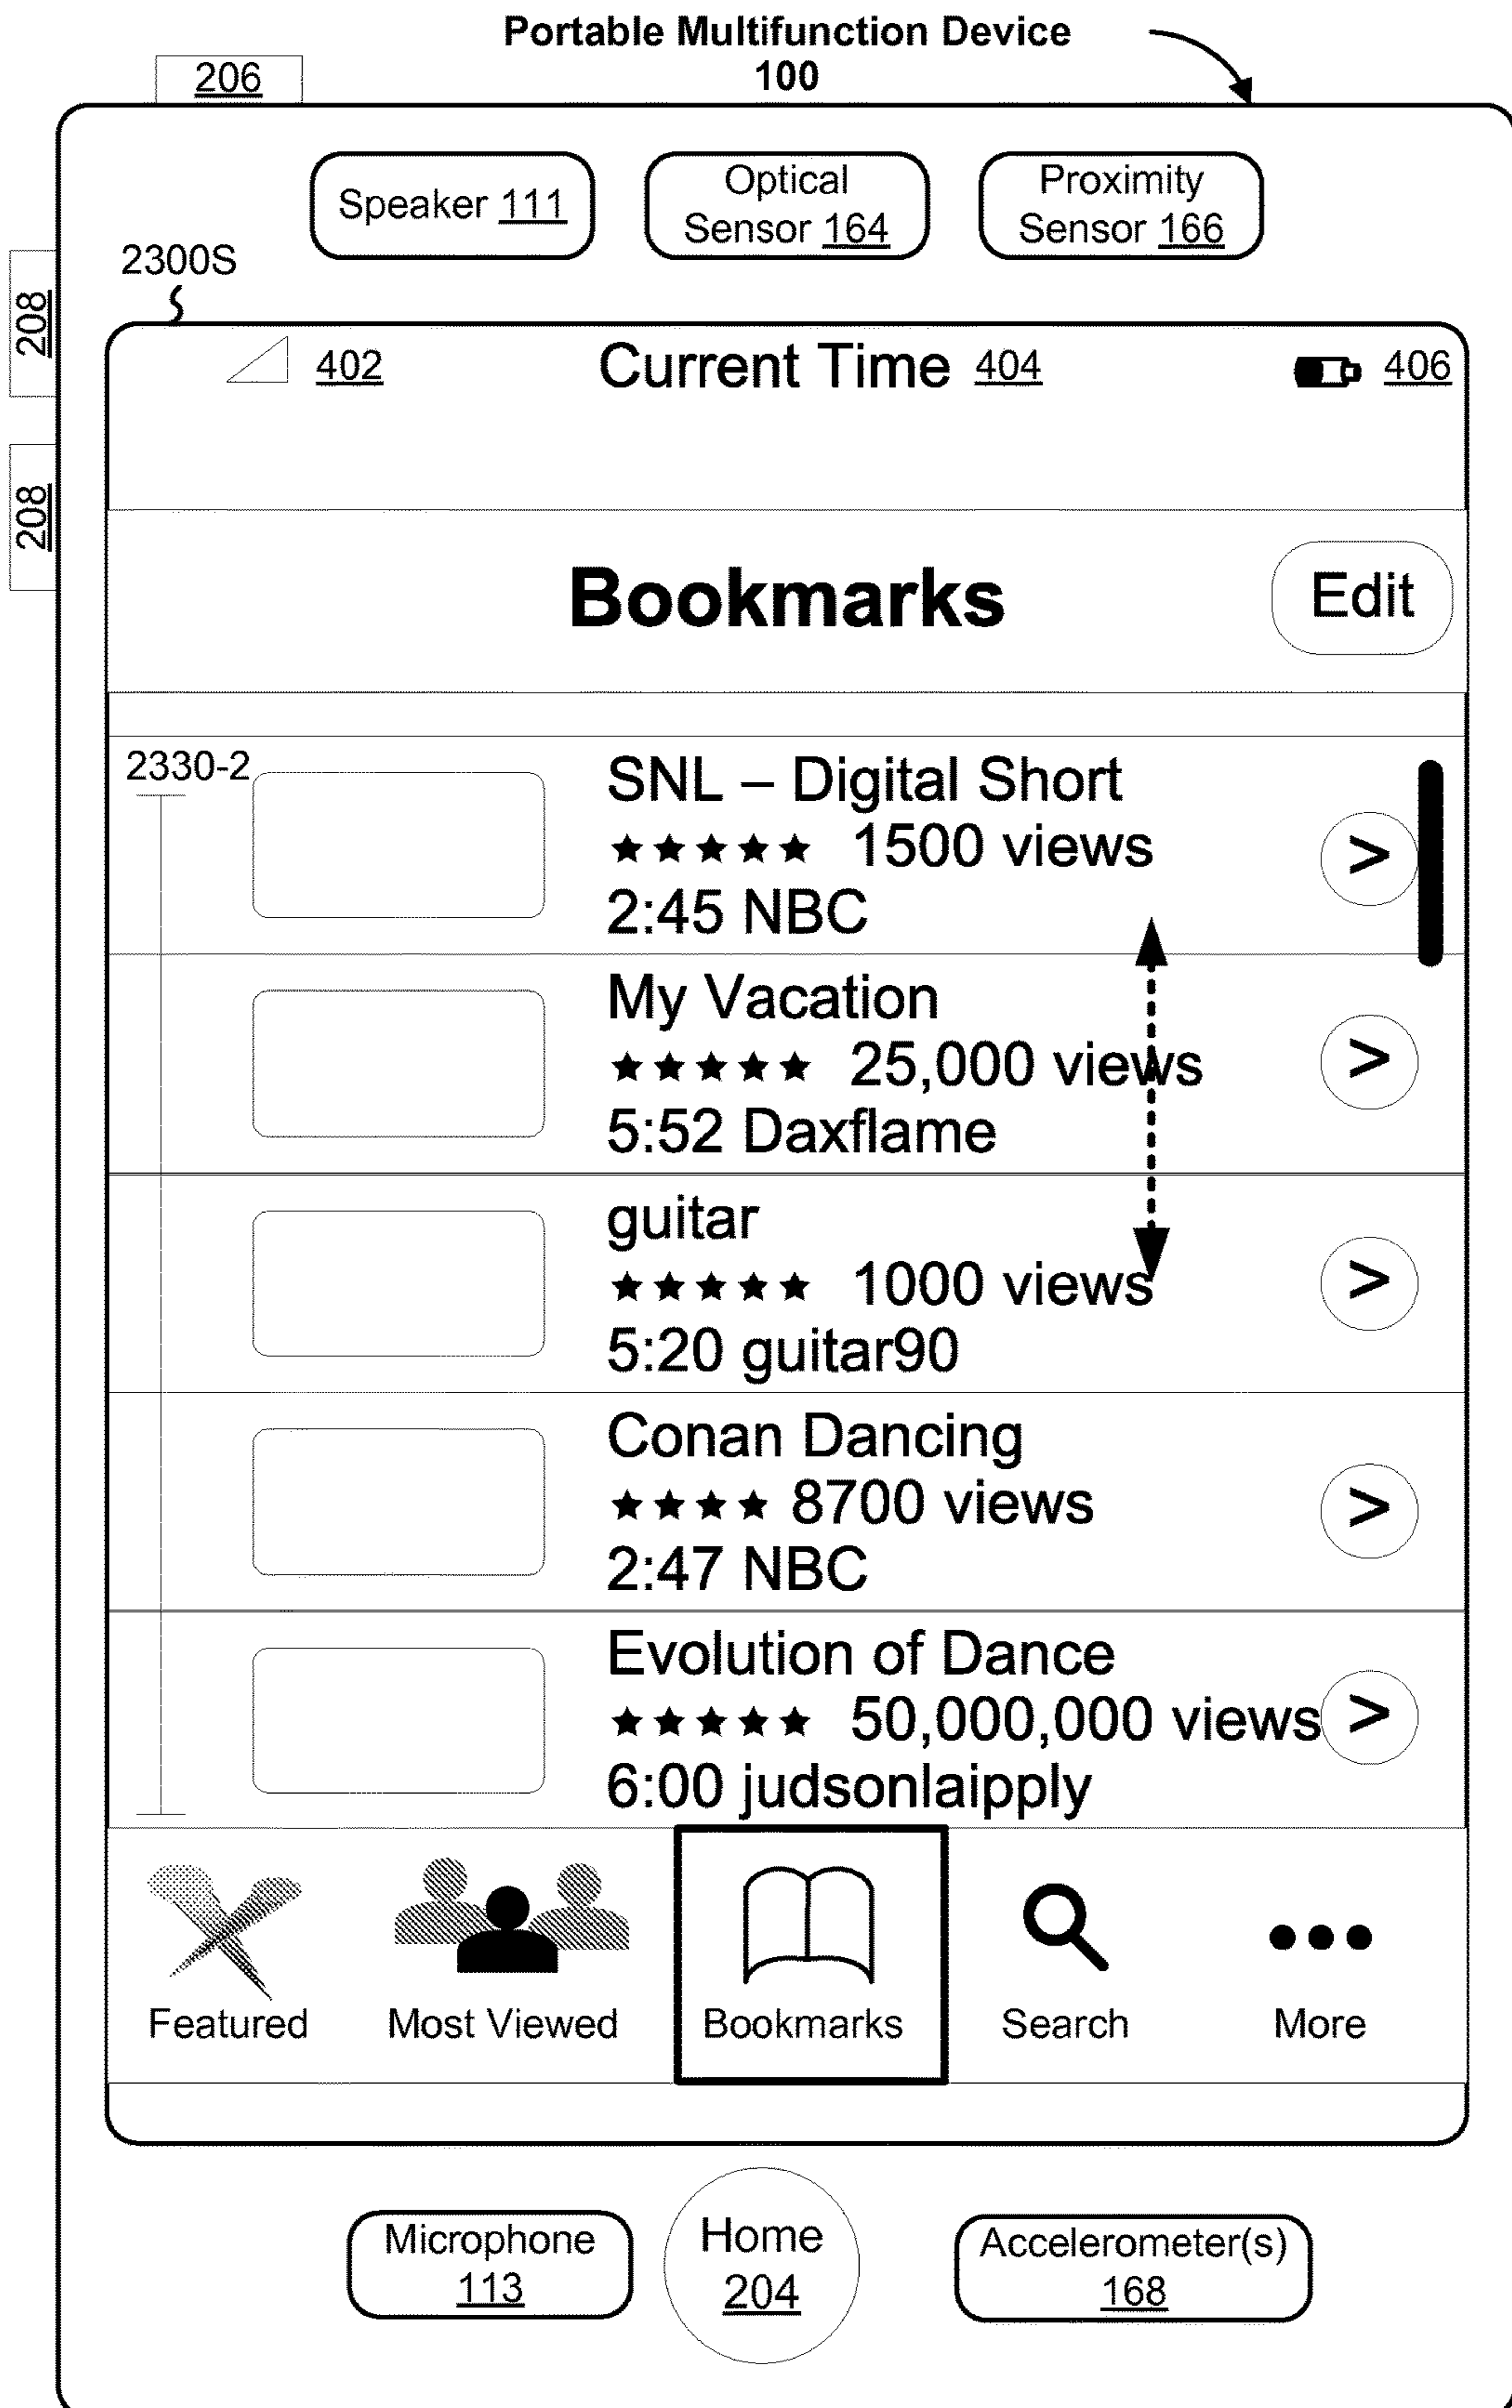 Portable Multifunction Device
100
206
Speaker 111
Optical
Sensor 164
Proximity
Sensor 166
2300S
208
208
402
Current Time 404
406
Bookmarks
Edit
2330-2
SNL – Digital Short
★★★★★ 1500 views
2:45 NBC
>
My Vacation
★★★★★ 25,000 views
5:52 Daxflame
>
guitar
★★★★★ 1000 views
5:20 guitar90
>
Conan Dancing
★★★★ 8700 views
2:47 NBC
>
Evolution of Dance
★★★★★ 50,000,000 views
6:00 judsonlaipply
>
Featured
Most Viewed
Bookmarks
Search
More
Microphone
113
Home
204
Accelerometer(s)
168